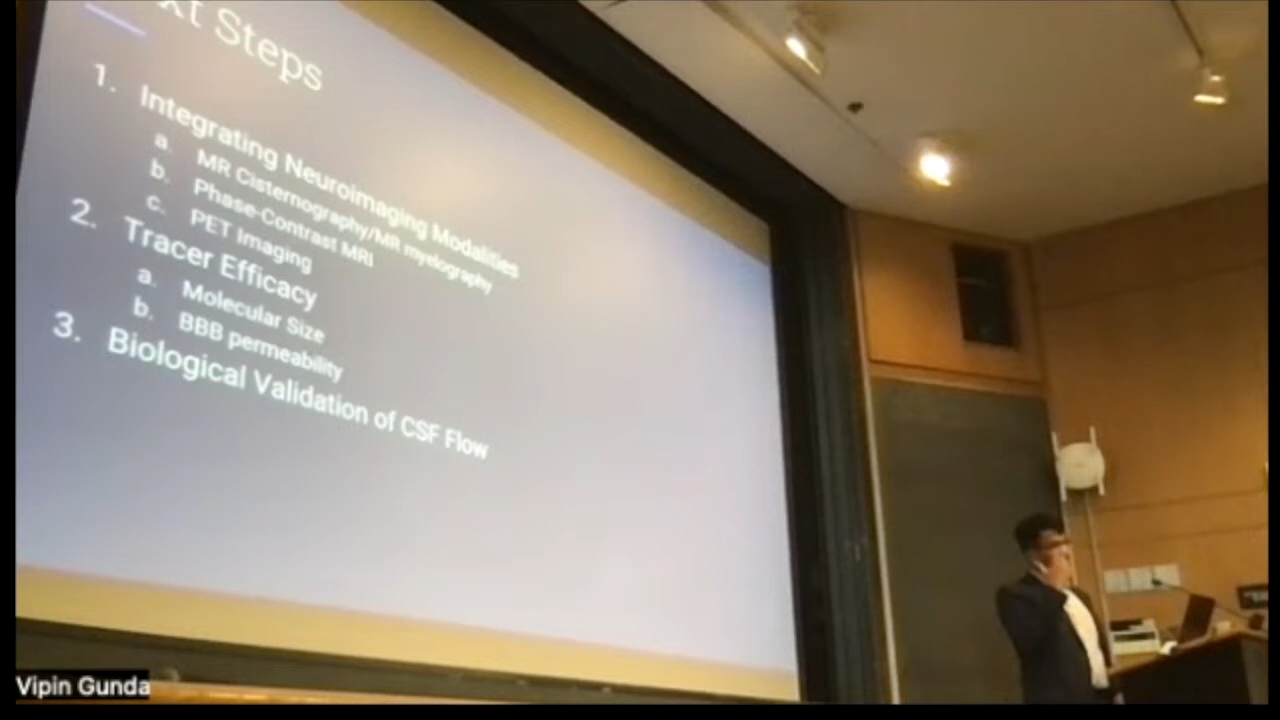 xt Steps
1. Integrating Neuroimaging Modalities
a. MR Cisternography/MR myelography
b. Phase-Contrast MRI
c. PET Imaging
2. Tracer Efficacy
a. Molecular Size
b. BBB permeability
3. Biological Validation of CSF Flow
Vipin Gunda